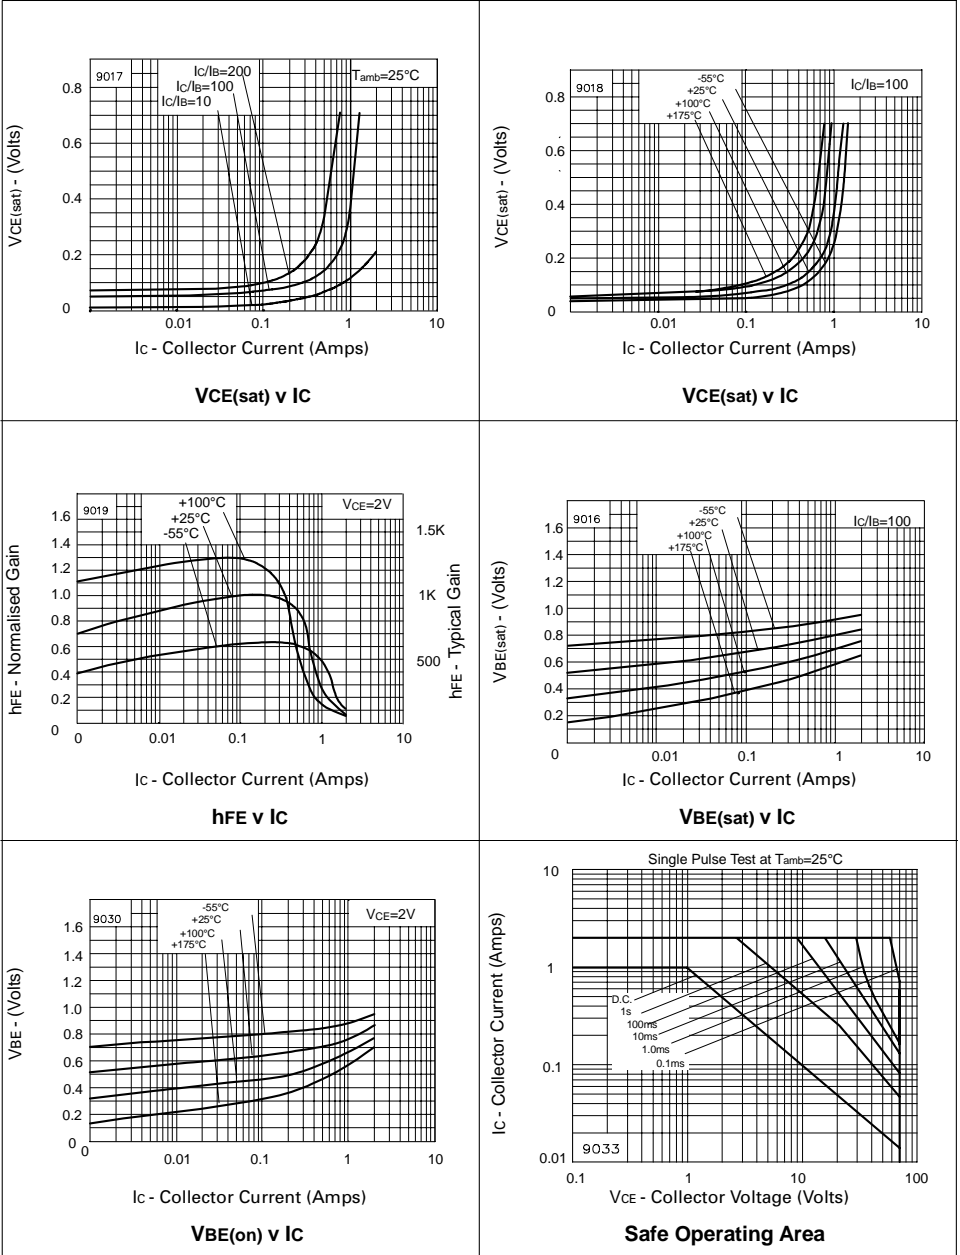 9017
IC/IB=200
IC/IB=100
IC/IB=10
Tamb=25°C
0.8
0.6
0.4
0.2
0
VCE(sat) - (Volts)
0.01 0.1 1 10
IC - Collector Current (Amps)
VCE(sat) v IC
9018
-55°C
+25°C
+100°C
+175°C
IC/IB=100
0.8
0.6
0.4
0.2
0
VCE(sat) - (Volts)
0.01 0.1 1 10
IC - Collector Current (Amps)
VCE(sat) v IC
9019
+100°C
+25°C
-55°C
VCE=2V
1.6
1.4
1.2
1.0
0.8
0.6
0.4
0.2
0
hFE - Normalised Gain
1.5K
1K
500
hFE - Typical Gain
0 0.01 0.1 1 10
IC - Collector Current (Amps)
hFE v IC
9016
-55°C
+25°C
+100°C
+175°C
IC/IB=100
1.6
1.4
1.2
1.0
0.8
0.6
0.4
0.2
0
VBE(sat) - (Volts)
0.01 0.1 1 10
IC - Collector Current (Amps)
VBE(sat) v IC
9030
-55°C
+25°C
+100°C
+175°C
VCE=2V
1.6
1.4
1.2
1.0
0.8
0.6
0.4
0.2
0
VBE - (Volts)
0 0.01 0.1 1 10
IC - Collector Current (Amps)
VBE(on) v IC
Single Pulse Test at Tamb=25°C
10
1
0.1
0.01
IC - Collector Current (Amps)
D.C.
1s
100ms
10ms
1.0ms
0.1ms
9033
0.1 1 10 100
VCE - Collector Voltage (Volts)
Safe Operating Area